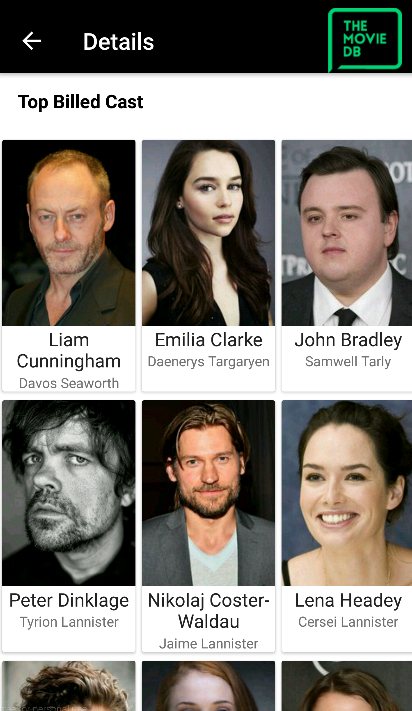 Details
THE
MOVIE
DB
Top Billed Cast
Liam
Cunningham
Davos Seaworth
Emilia Clarke
Daenerys Targaryen
John Bradley
Samwell Tarly
Peter Dinklage
Tyrion Lannister
Nikolaj Coster-
Waldau
Jaime Lannister
Lena Headey
Cersei Lannister